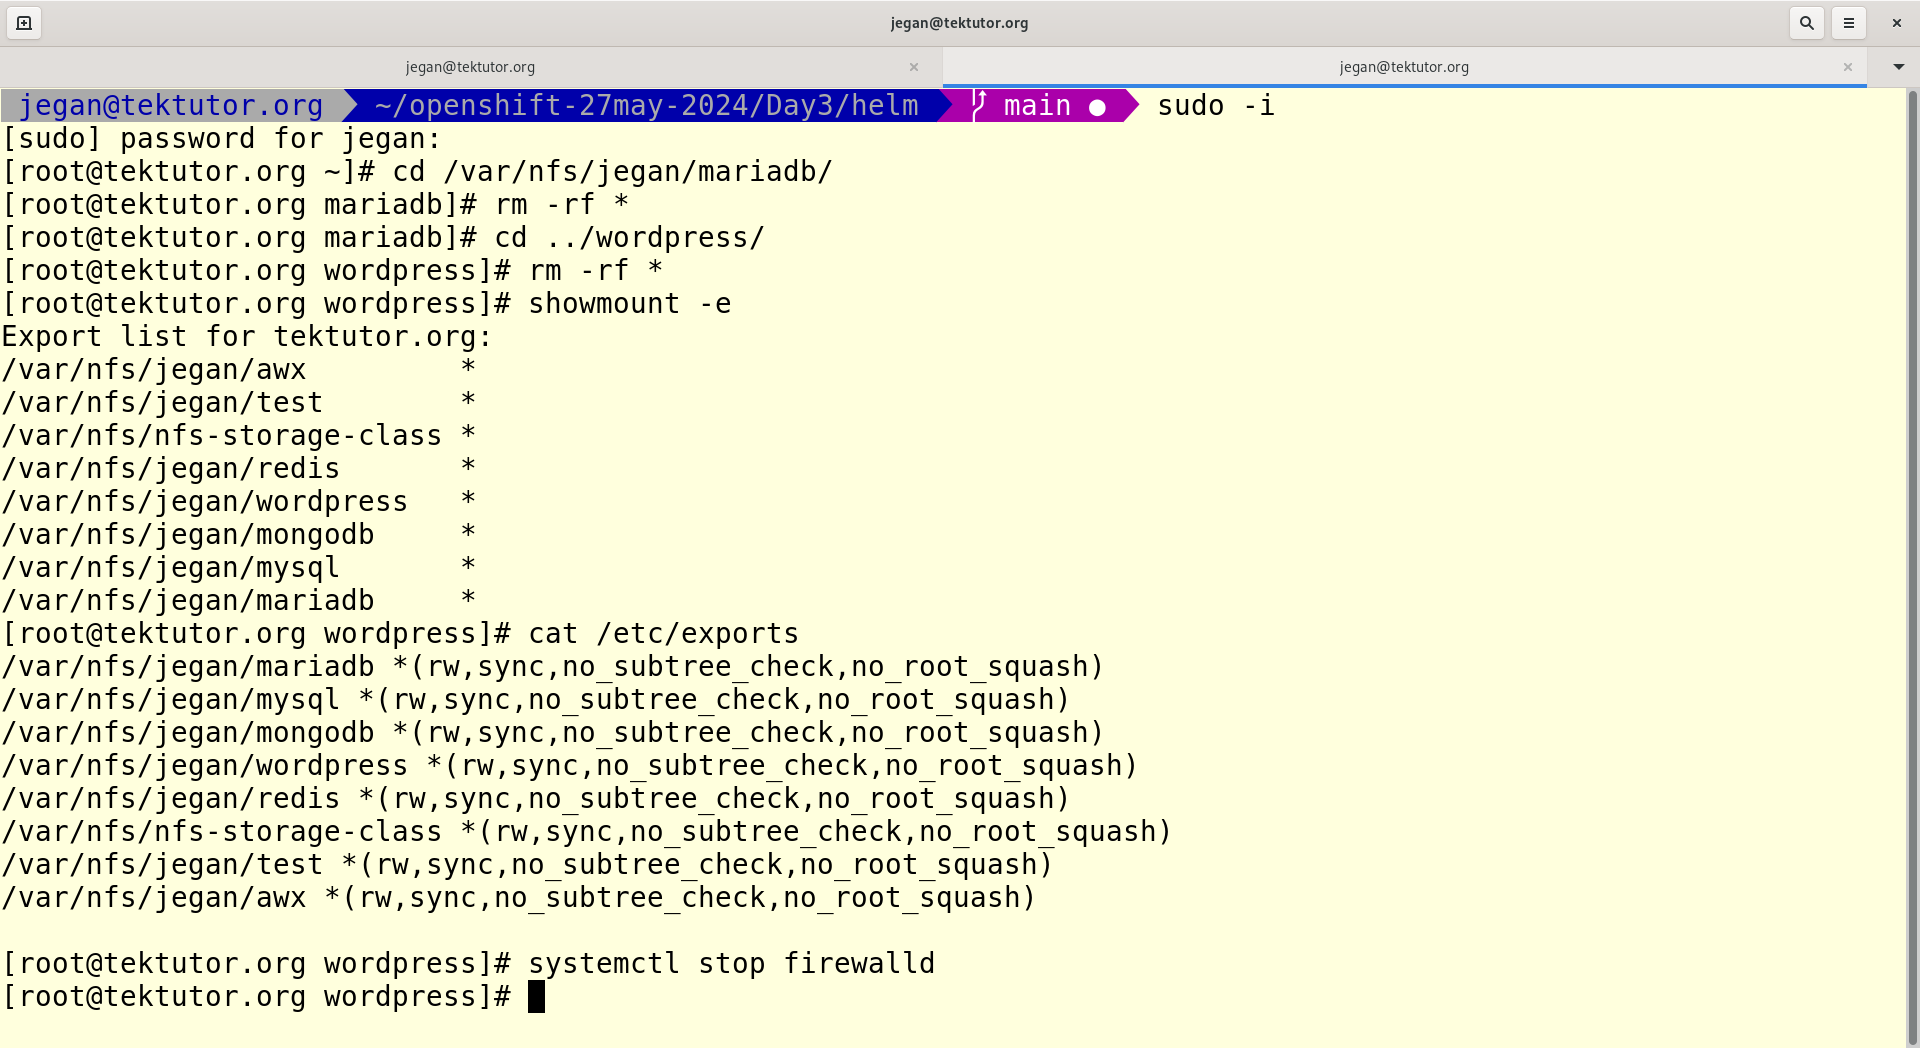 jegan@tektutor.org
jegan@tektutor.org
jegan@tektutor.org
jegan@tektutor.org ~/openshift-27may-2024/Day3/helm main ● sudo -i
[sudo] password for jegan:
[root@tektutor.org ~]# cd /var/nfs/jegan/mariadb/
[root@tektutor.org mariadb]# rm -rf *
[root@tektutor.org mariadb]# cd ../wordpress/
[root@tektutor.org wordpress]# rm -rf *
[root@tektutor.org wordpress]# showmount -e
Export list for tektutor.org:
/var/nfs/jegan/awx         *
/var/nfs/jegan/test        *
/var/nfs/nfs-storage-class *
/var/nfs/jegan/redis       *
/var/nfs/jegan/wordpress   *
/var/nfs/jegan/mongodb     *
/var/nfs/jegan/mysql       *
/var/nfs/jegan/mariadb     *
[root@tektutor.org wordpress]# cat /etc/exports
/var/nfs/jegan/mariadb *(rw,sync,no_subtree_check,no_root_squash)
/var/nfs/jegan/mysql *(rw,sync,no_subtree_check,no_root_squash)
/var/nfs/jegan/mongodb *(rw,sync,no_subtree_check,no_root_squash)
/var/nfs/jegan/wordpress *(rw,sync,no_subtree_check,no_root_squash)
/var/nfs/jegan/redis *(rw,sync,no_subtree_check,no_root_squash)
/var/nfs/nfs-storage-class *(rw,sync,no_subtree_check,no_root_squash)
/var/nfs/jegan/test *(rw,sync,no_subtree_check,no_root_squash)
/var/nfs/jegan/awx *(rw,sync,no_subtree_check,no_root_squash)
[root@tektutor.org wordpress]# systemctl stop firewalld
[root@tektutor.org wordpress]#